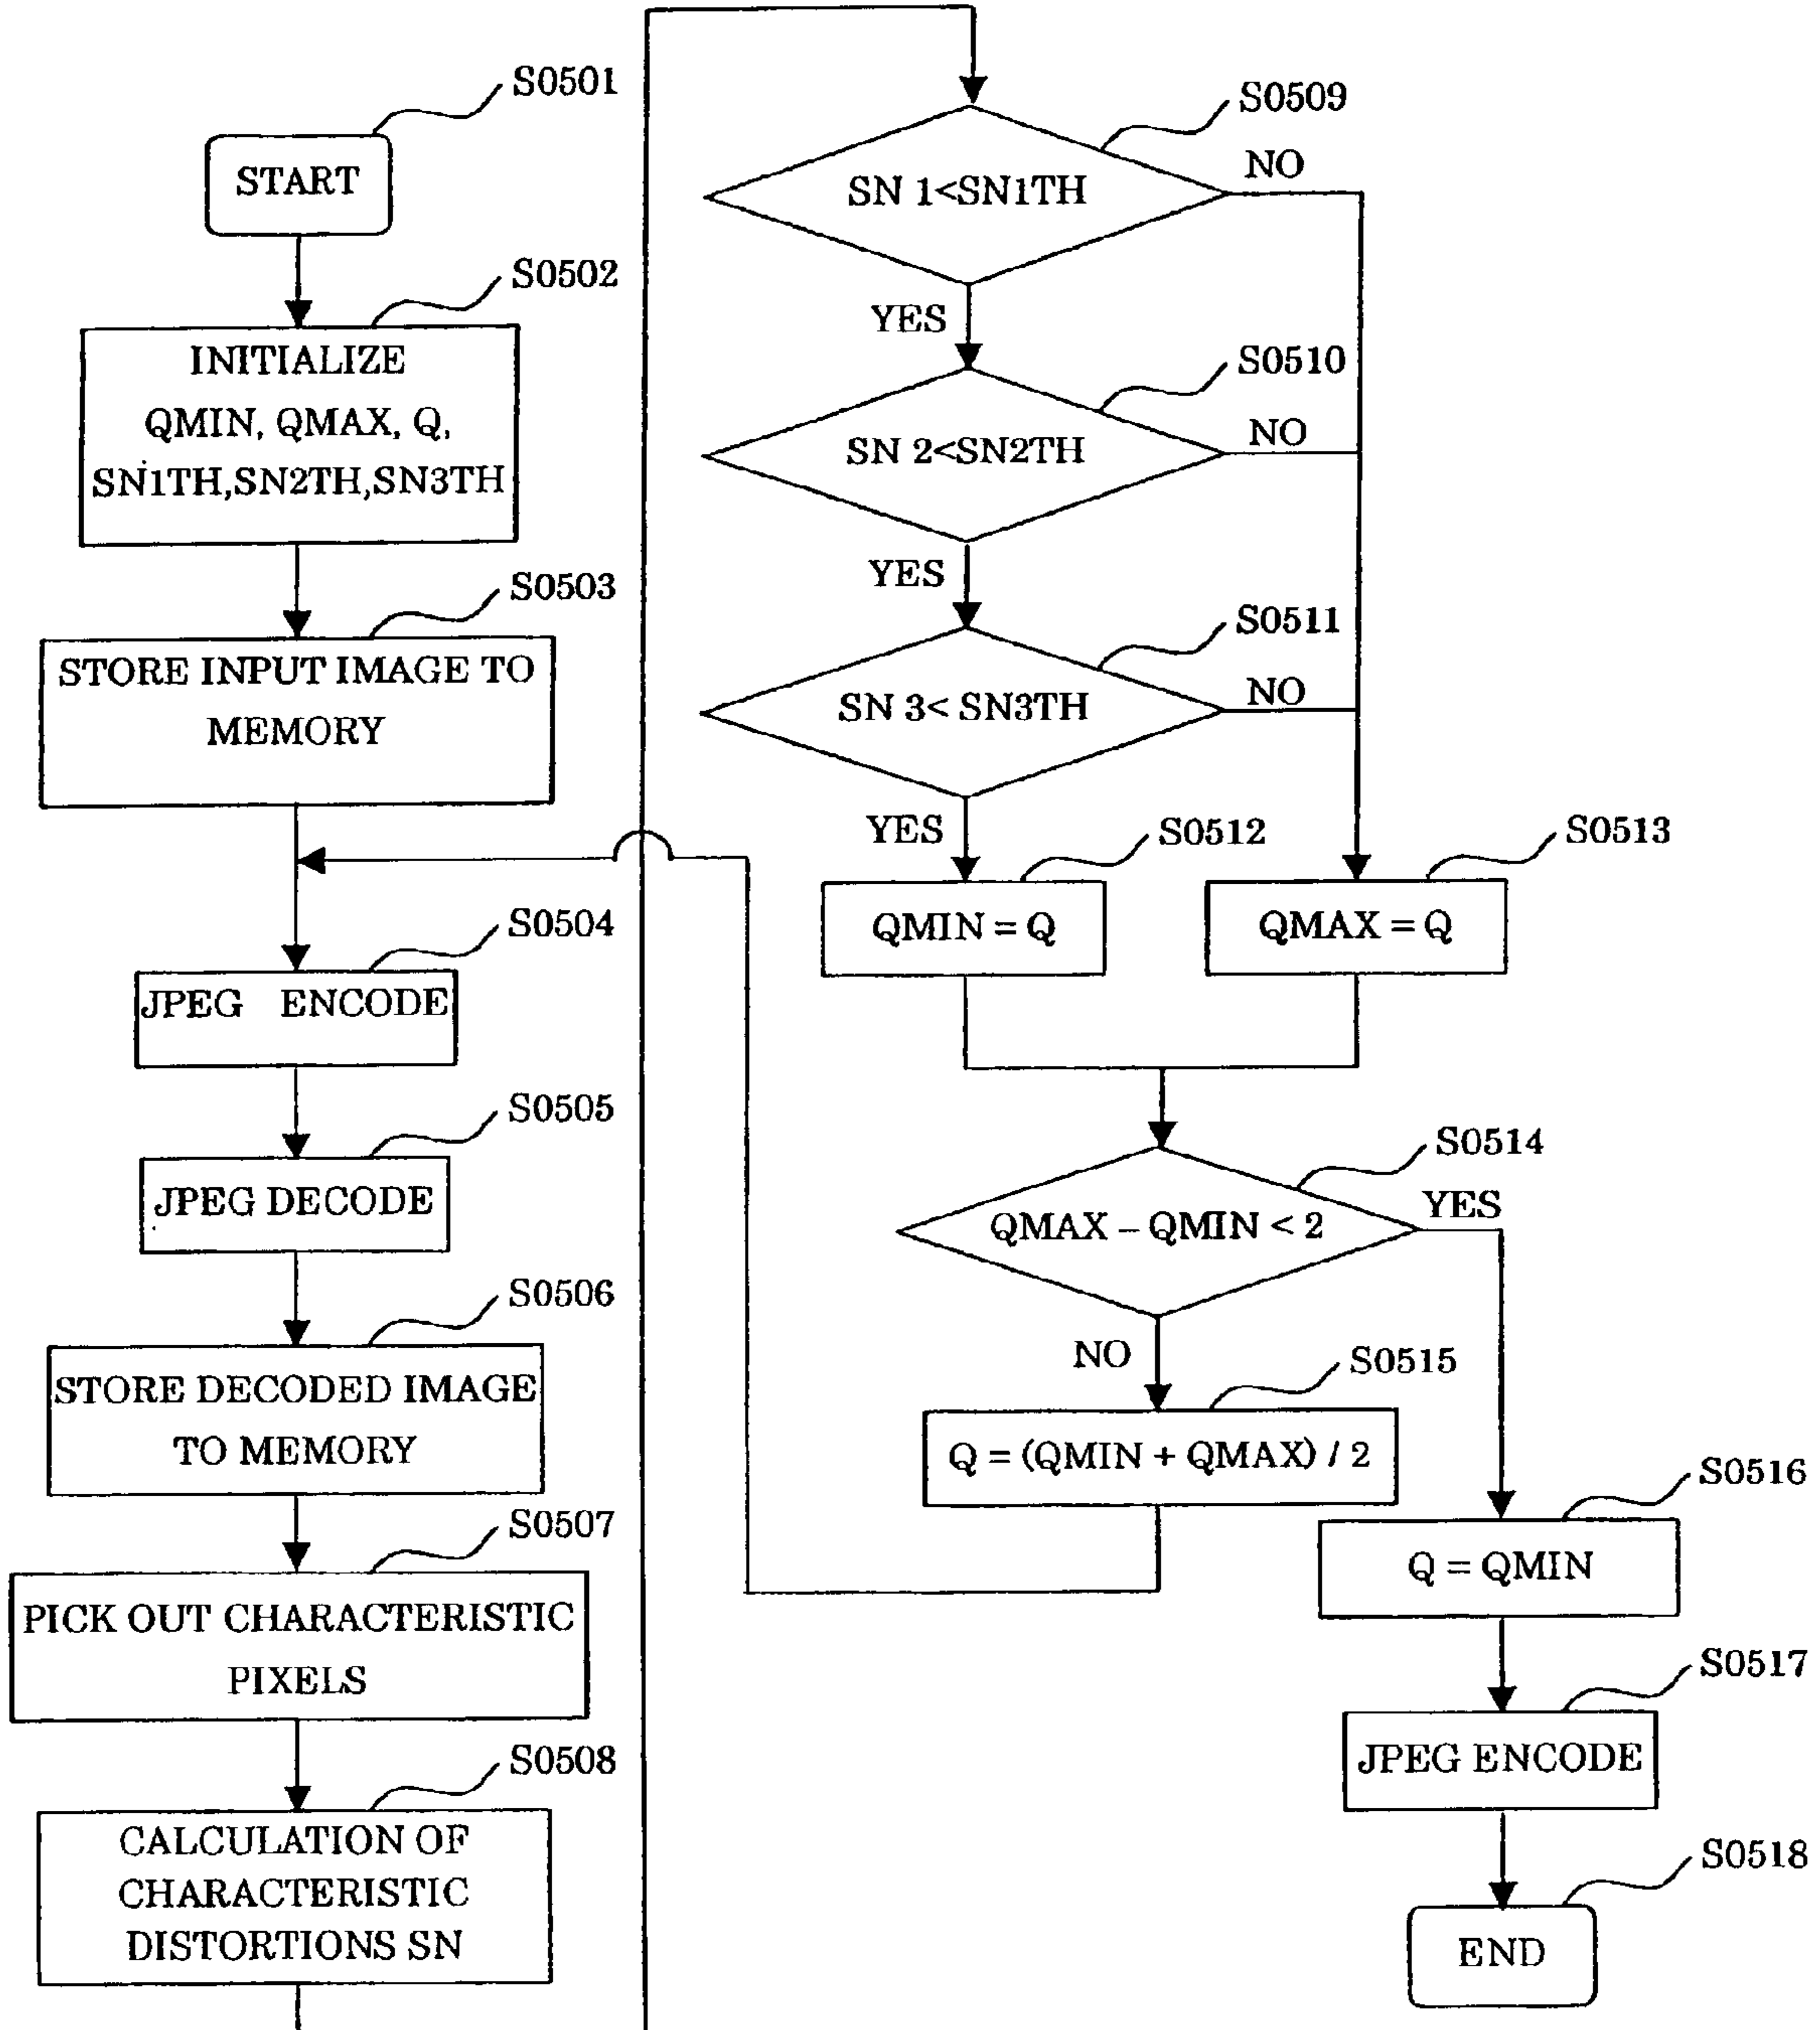 S0501
START
S0502
INITIALIZE
QMIN, QMAX, Q,
SN1TH,SN2TH,SN3TH
S0503
STORE INPUT IMAGE TO
MEMORY
S0504
JPEG ENCODE
S0505
JPEG DECODE
S0506
STORE DECODED IMAGE
TO MEMORY
S0507
PICK OUT CHARACTERISTIC
PIXELS
S0508
CALCULATION OF
CHARACTERISTIC
DISTORTIONS SN
S0509
SN 1<SN1TH
NO
YES
S0510
SN 2<SN2TH
NO
YES
S0511
SN 3< SN3TH
NO
YES
S0512
QMIN = Q
S0513
QMAX = Q
S0514
QMAX – QMIN < 2
YES
NO
S0515
Q = (QMIN + QMAX) / 2
S0516
Q = QMIN
S0517
JPEG ENCODE
S0518
END